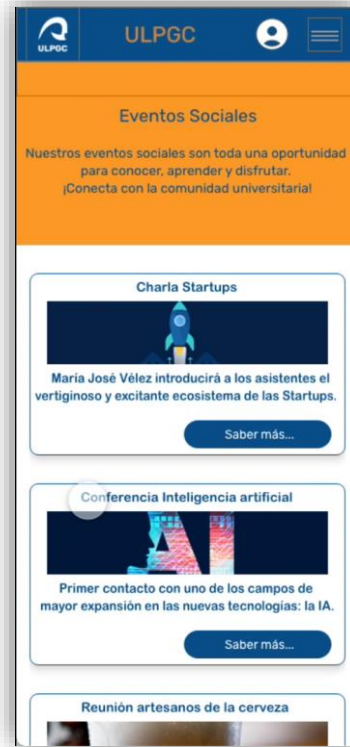 ULPGC
ULPGC
Eventos Sociales
Nuestros eventos sociales son toda una oportunidad
para conocer, aprender y disfrutar.
¡Conecta con la comunidad universitaria!
Charla Startups
María José Vélez introducirá a los asistentes el
vertiginoso y excitante ecosistema de las Startups.
Saber más...
Conferencia Inteligencia artificial
AI
Primer contacto con uno de los campos de
mayor expansión en las nuevas tecnologías: la IA.
Saber más...
Reunión artesanos de la cerveza